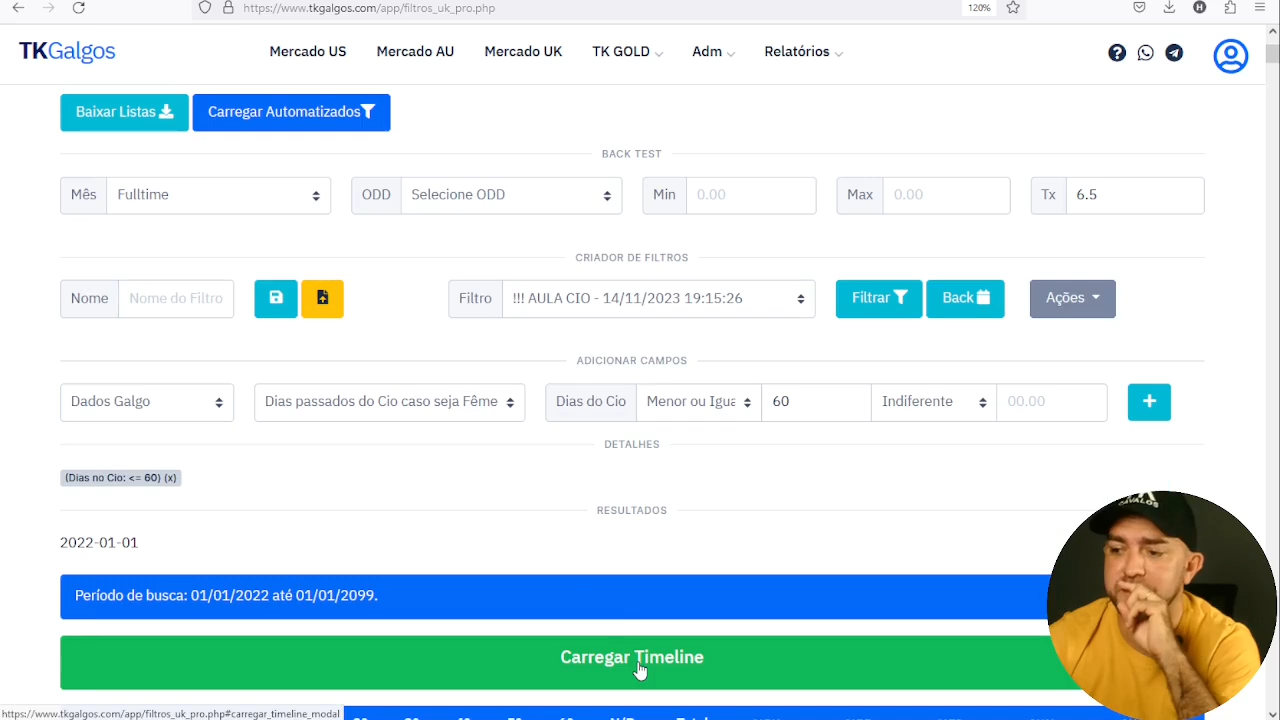 https://www.tkgalgos.com/app/filtros_uk_pro.php
120%
TKGalgos
Mercado US
Mercado AU
Mercado UK
TK GOLD
Adm
Relatórios
Baixar Listas
Carregar Automatizados
BACK TEST
Mês Fulltime
ODD Selecione ODD
Min 0.00
Max 0.00
Tx 6.5
CRIADOR DE FILTROS
Nome Nome do Filtro
Filtro !!! AULA CIO - 14/11/2023 19:15:26
Filtrar
Back
Ações
ADICIONAR CAMPOS
Dados Galgo
Dias passados do Cio caso seja Fême
Dias do Cio Menor ou Igua 60 Indiferente 00.00
+
DETALHES
(Dias no Cio: <= 60) (x)
RESULTADOS
2022-01-01
Período de busca: 01/01/2022 até 01/01/2099.
Carregar Timeline
https://www.tkgalgos.com/app/filtros_uk_pro.php#carregar_timeline_modal